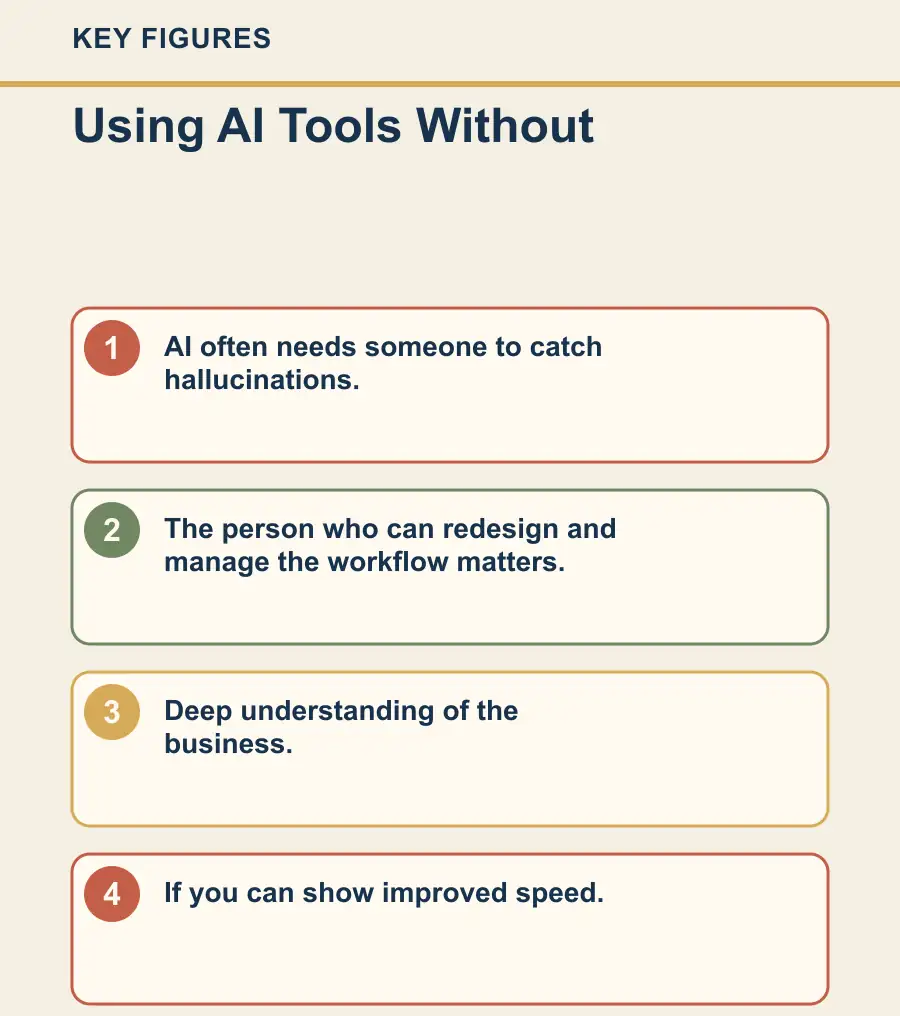 KEY FIGURES
Using AI Tools Without
1
AI often needs someone to catch
hallucinations.
2
The person who can redesign and
manage the workflow matters.
3
Deep understanding of the
business.
4
If you can show improved speed.